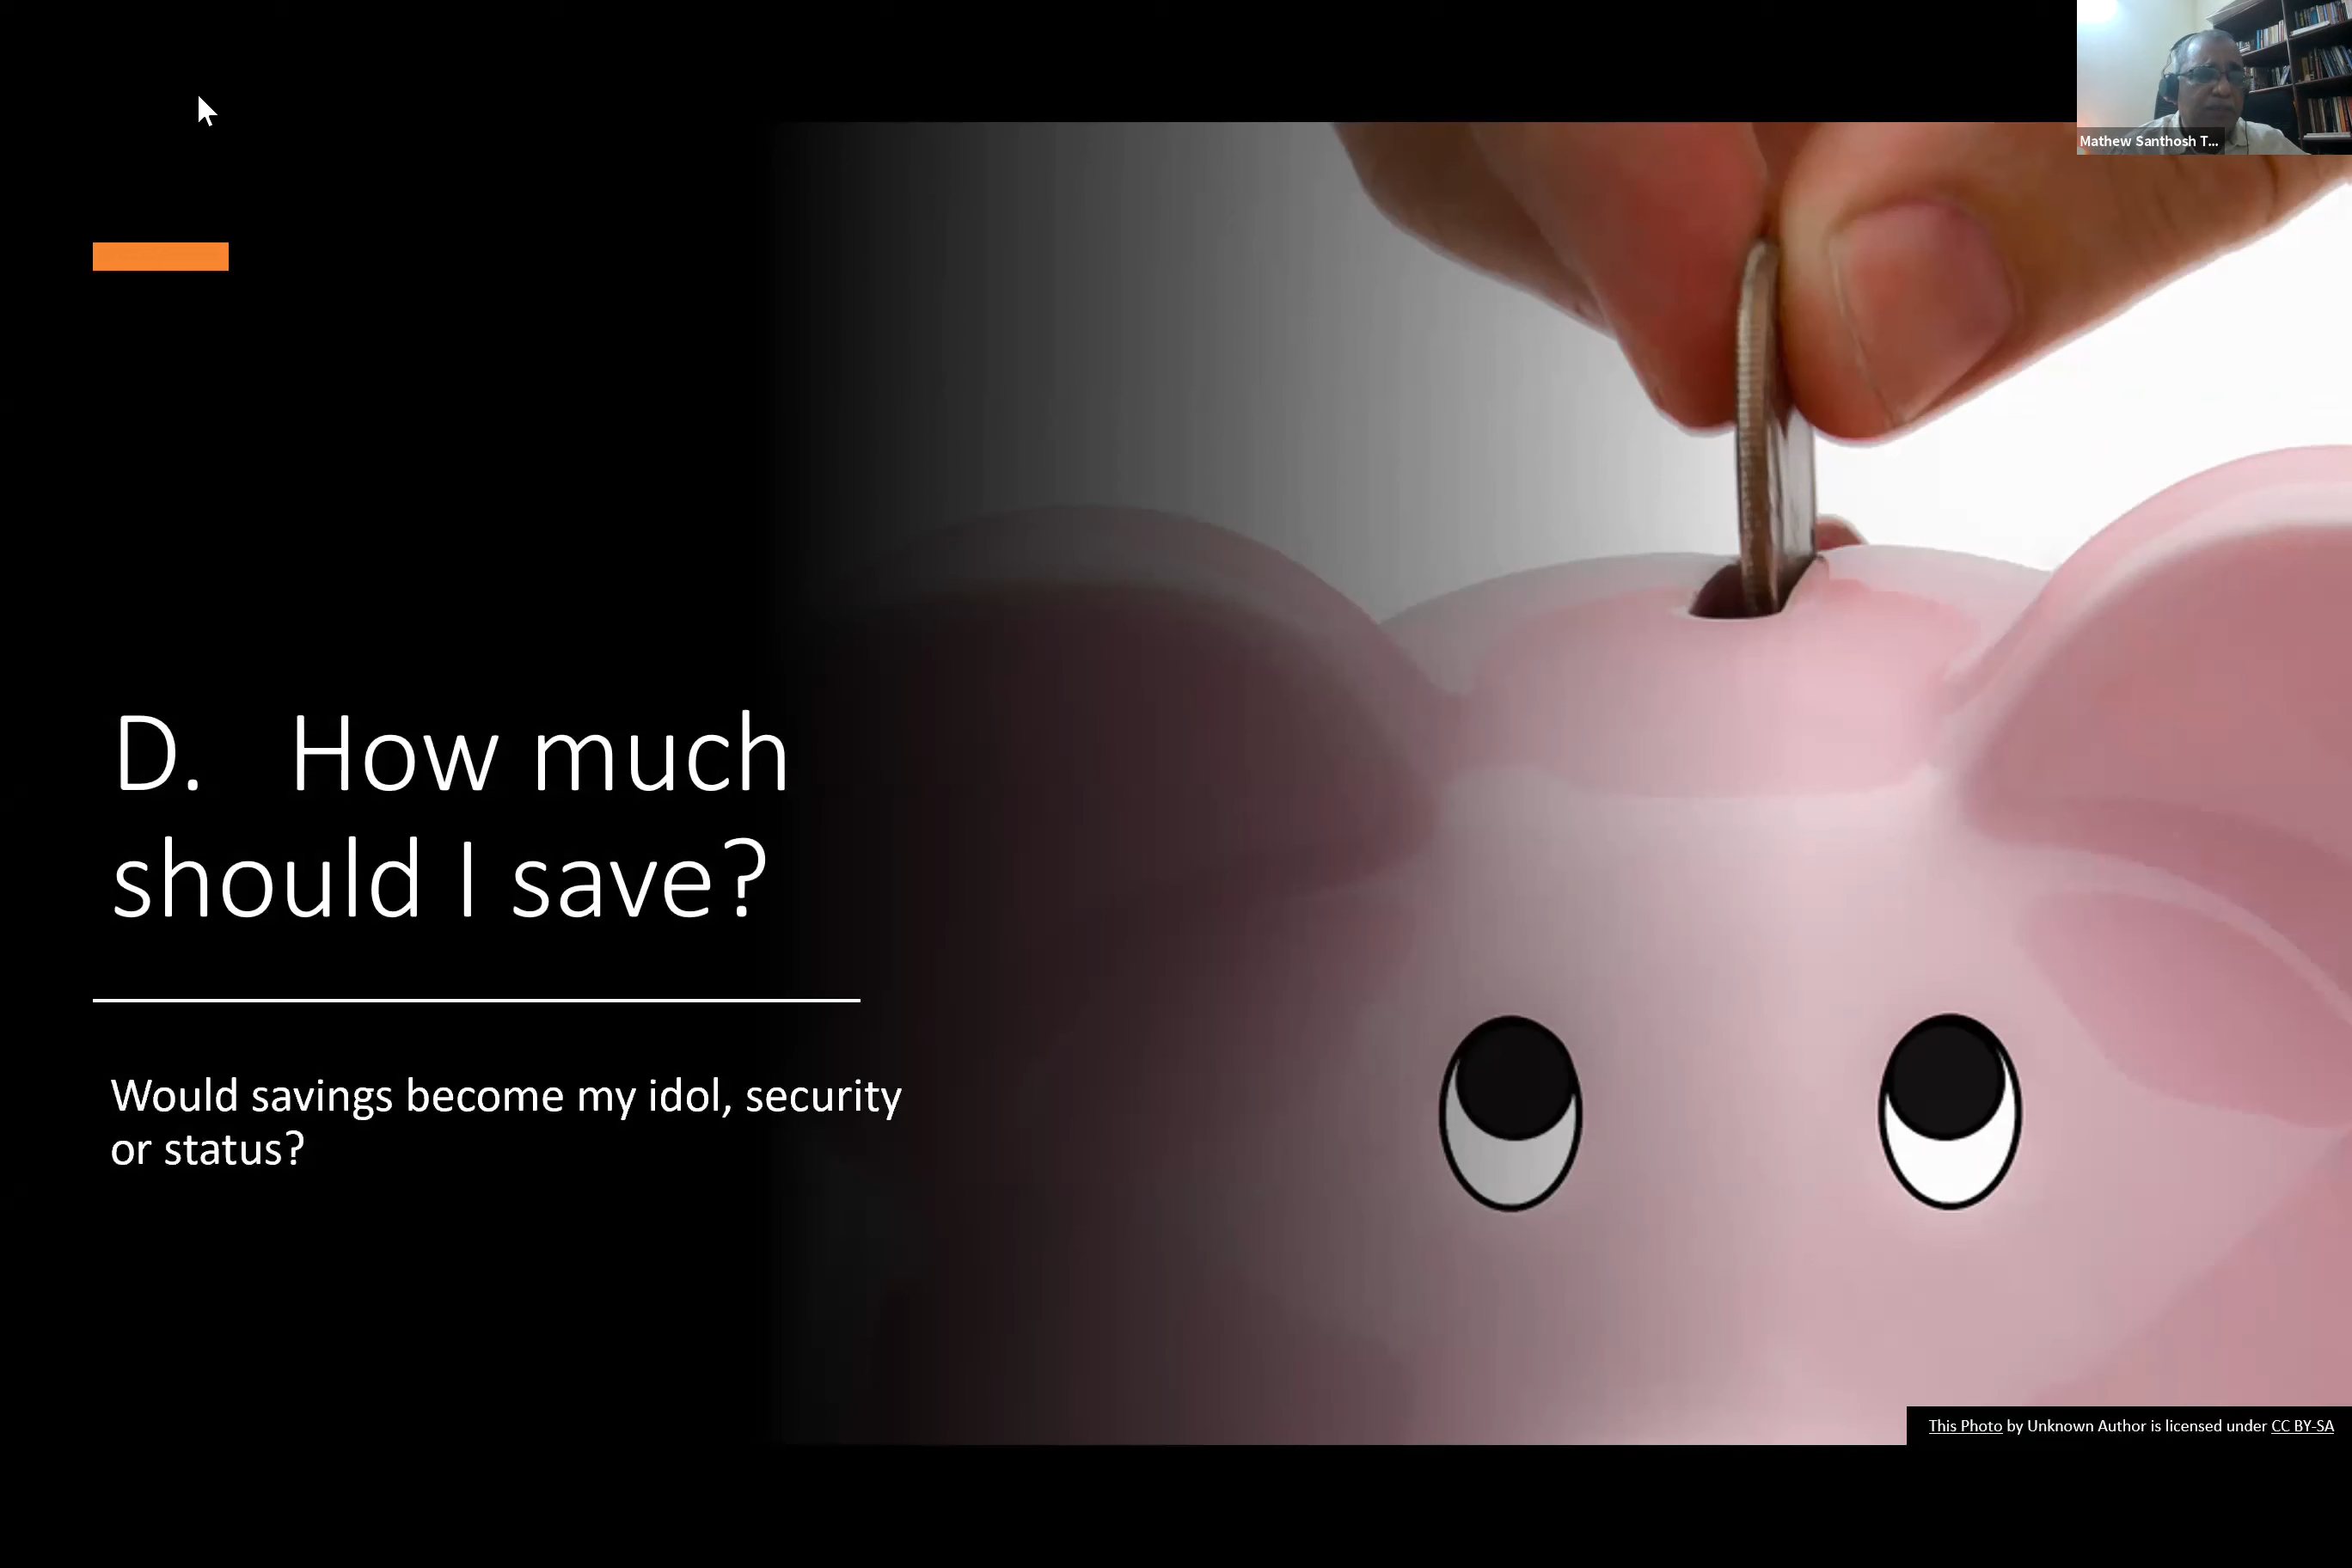 Mathew Santhosh T...
D. How much
should I save?
Would savings become my idol, security
or status?
This Photo by Unknown Author is licensed under CC BY-SA